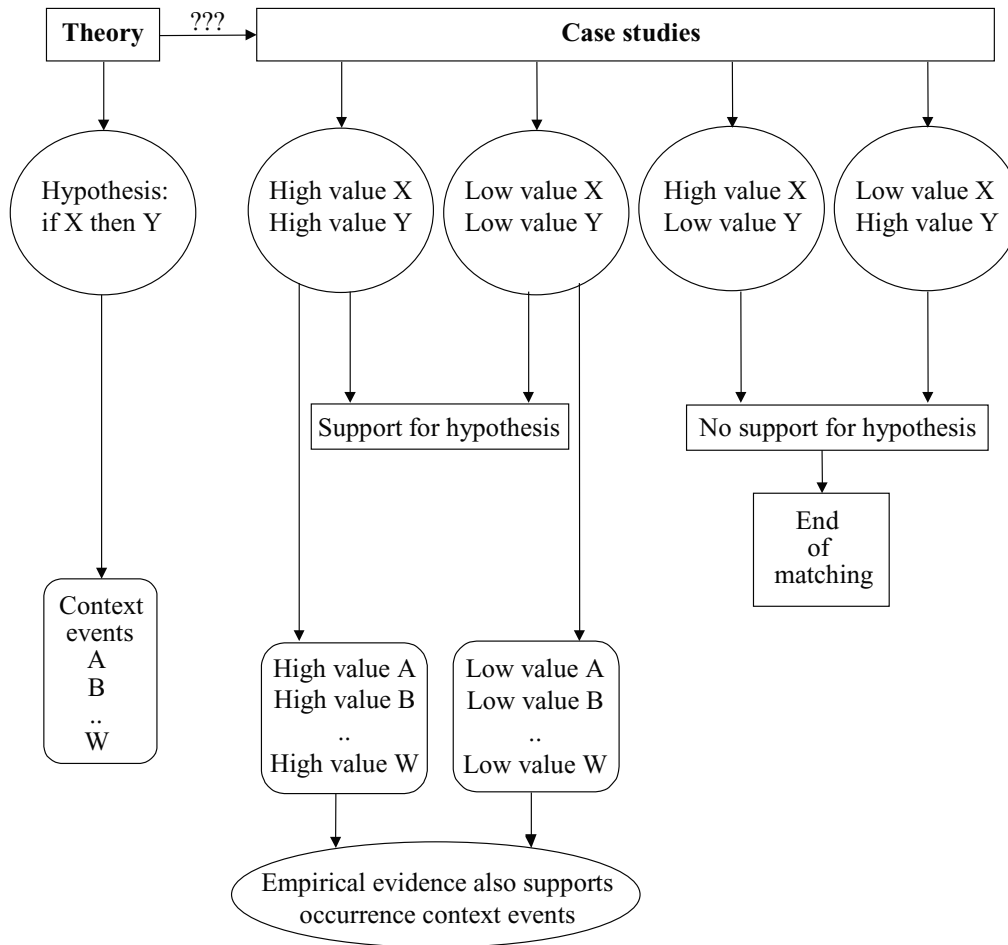 Theory
???
Case studies
Hypothesis:
if X then Y
High value X
High value Y
Low value X
Low value Y
High value X
Low value Y
Low value X
High value Y
Support for hypothesis
No support for hypothesis
End
of
matching
Context
events
A
B
..
W
High value A
High value B
..
High value W
Low value A
Low value B
..
Low value W
Empirical evidence also supports
occurrence context events